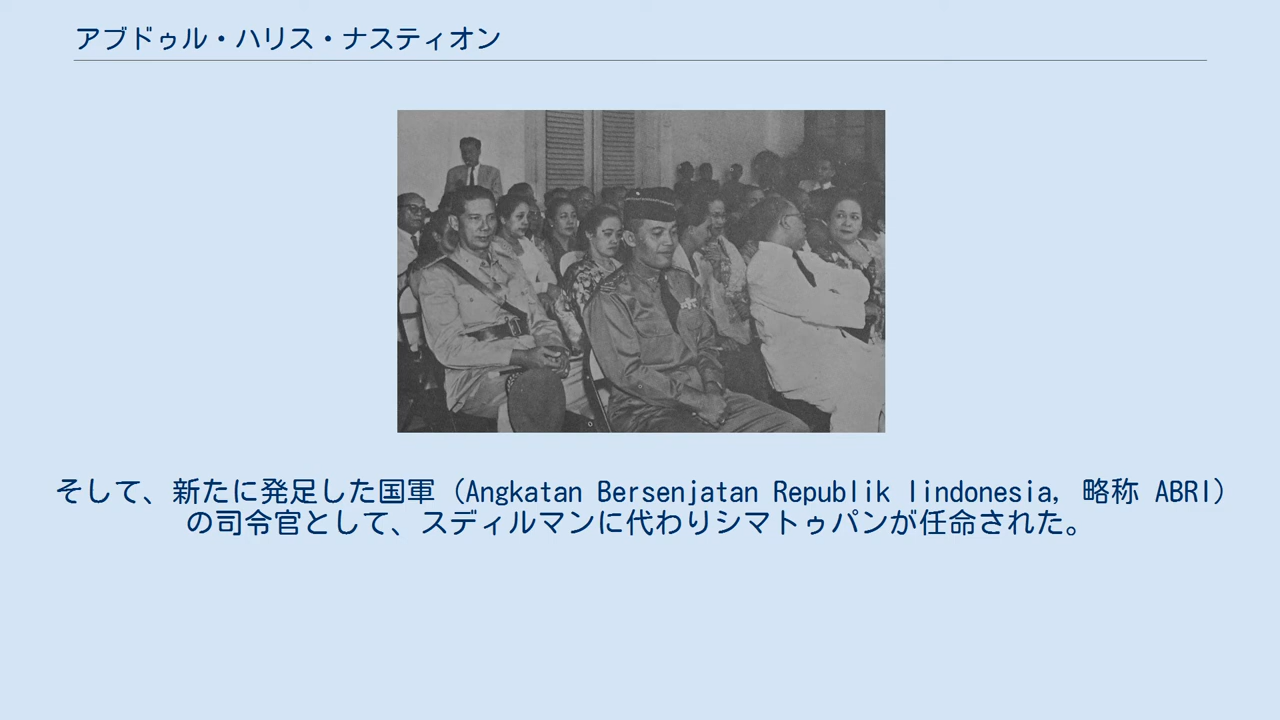 アブドゥル・ハリス・ナスティオン
そして、新たに発足した国軍（Angkatan Bersenjatan Republik Iindonesia, 略称 ABRI）
の司令官として、スディルマンに代わりシマトゥパンが任命された。